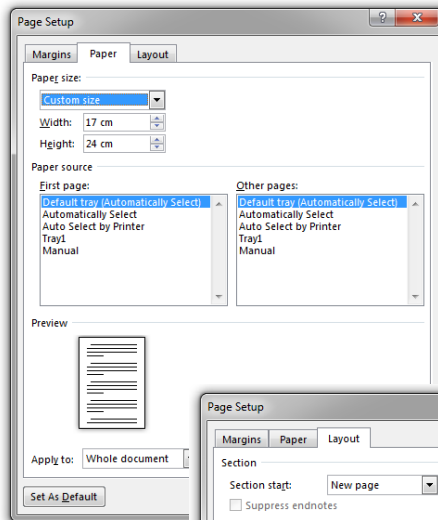 Page Setup
Margins Paper Layout
Paper size:
Custom size
Width: 17 cm
Height: 24 cm
Paper source
First page: Other pages:
Default tray (Automatically Select) Default tray (Automatically Select)
Automatically Select Automatically Select
Auto Select by Printer Auto Select by Printer
Tray1 Tray1
Manual Manual
Preview
Apply to: Whole document
Set As Default
Page Setup
Margins Paper Layout
Section
Section start: New page
Suppress endnotes